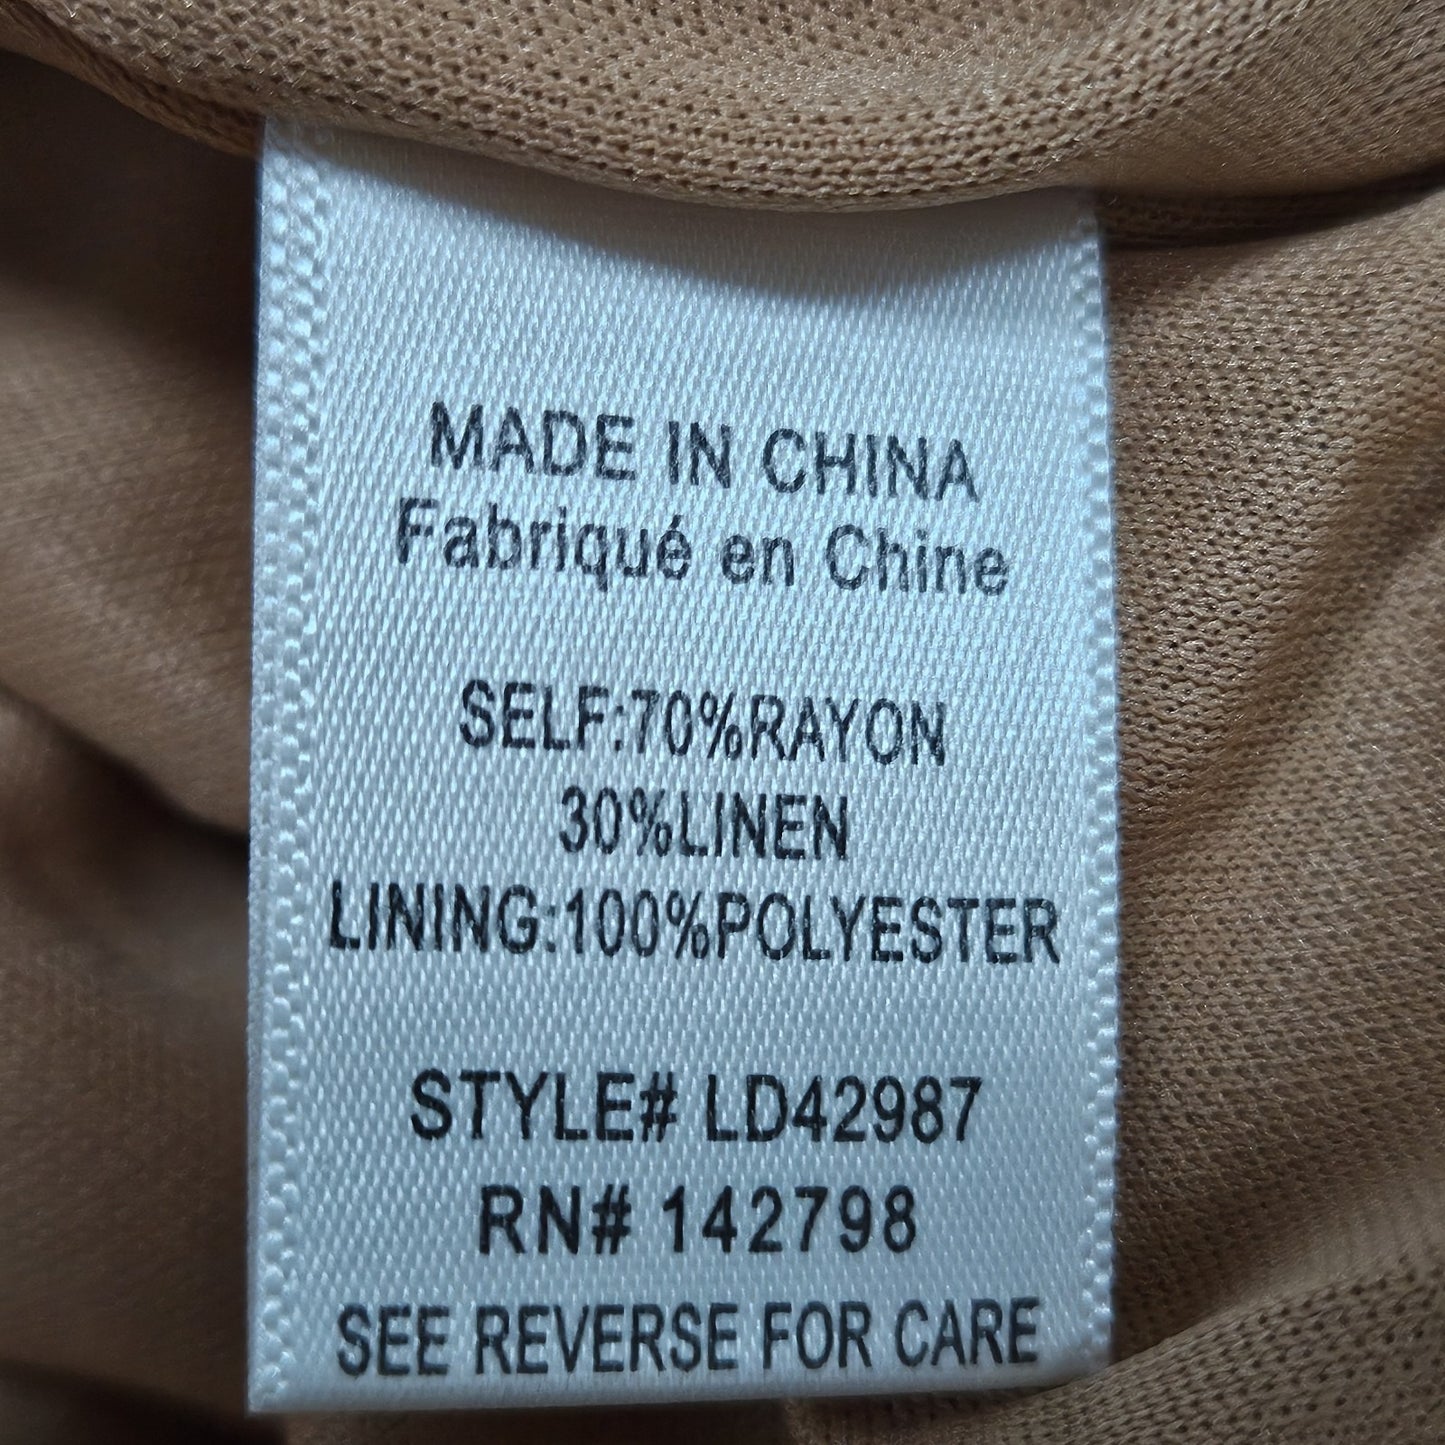 MADE IN CHINA
Fabriqué en Chine
SELF:70%RAYON
30%LINEN
LINING:100%POLYESTER
STYLE# LD42987
RN# 142798
SEE REVERSE FOR CARE